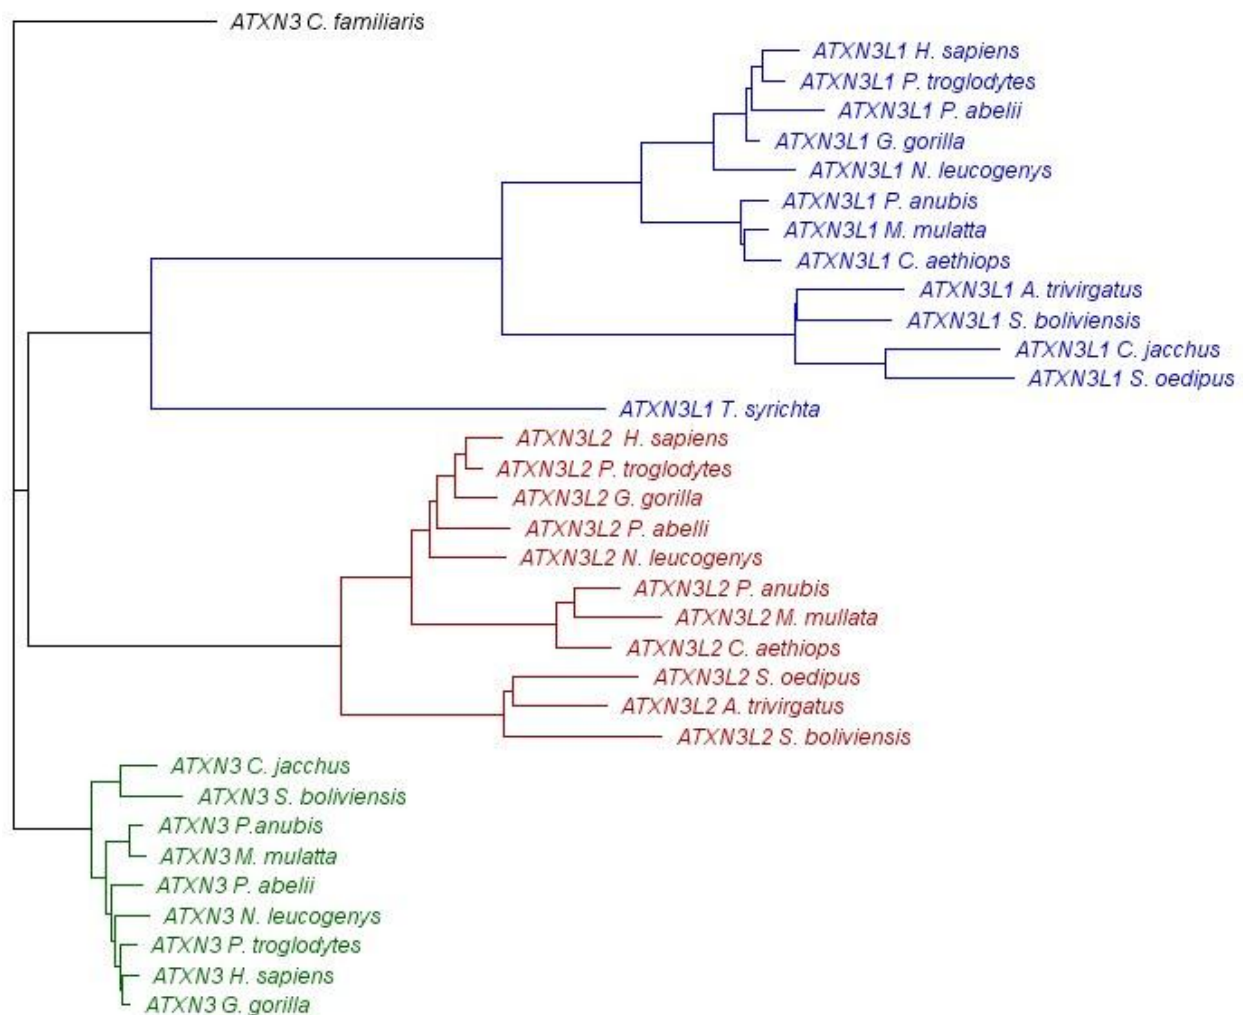 ATXN3 C. familiaris
ATXN3L1 H. sapiens
ATXN3L1 P. troglodytes
ATXN3L1 P. abelii
ATXN3L1 G. gorilla
ATXN3L1 N. leucogenys
ATXN3L1 P. anubis
ATXN3L1 M. mulatta
ATXN3L1 C. aethiops
ATXN3L1 A. trivirgatus
ATXN3L1 S. boliviensis
ATXN3L1 C. jacchus
ATXN3L1 S. oedipus
ATXN3L1 T. syrichta
ATXN3L2 H. sapiens
ATXN3L2 P. troglodytes
ATXN3L2 G. gorilla
ATXN3L2 P. abelli
ATXN3L2 N. leucogenys
ATXN3L2 P. anubis
ATXN3L2 M. mullata
ATXN3L2 C. aethiops
ATXN3L2 S. oedipus
ATXN3L2 A. trivirgatus
ATXN3L2 S. boliviensis
ATXN3 C. jacchus
ATXN3 S. boliviensis
ATXN3 P.anubis
ATXN3 M. mulatta
ATXN3 P. abelii
ATXN3 N. leucogenys
ATXN3 P. troglodytes
ATXN3 H. sapiens
ATXN3 G. gorilla